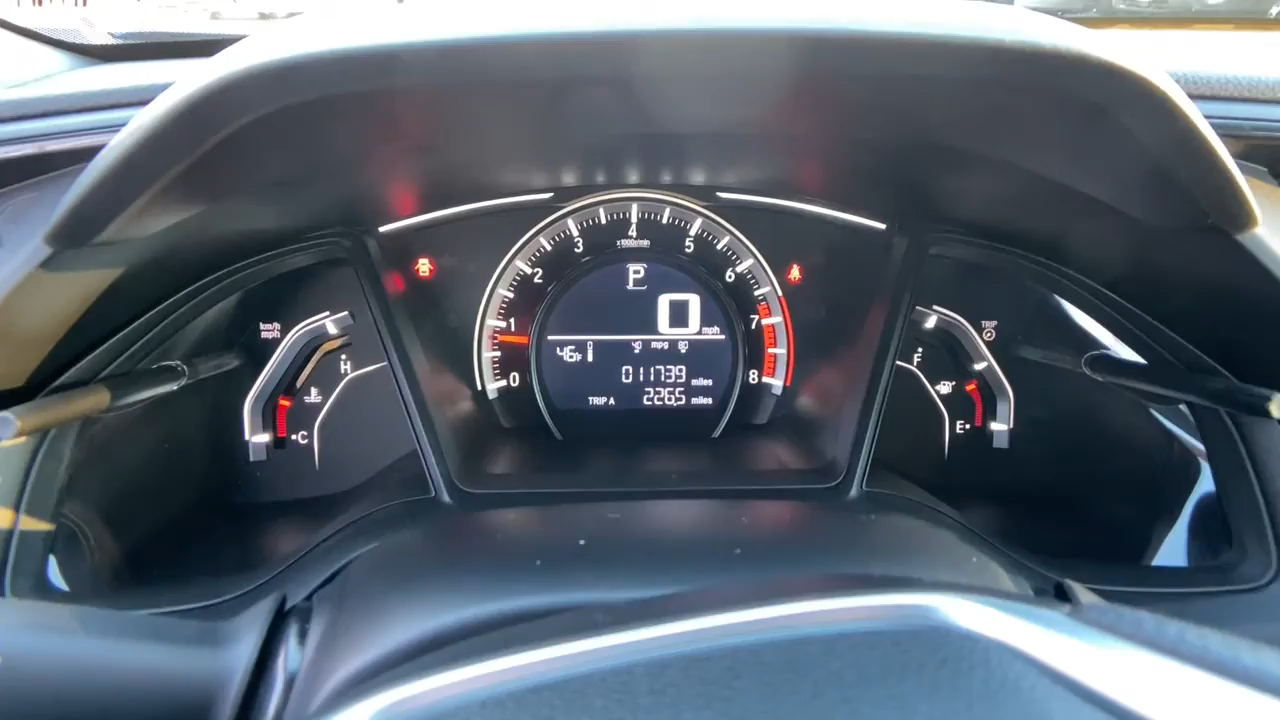 4
x1000r/min
3
5
2
6
1
7
0
8
P
0 mph
46°F
40 mpg 80
011739 miles
TRIP A 226.5 miles
km/h
mph
H
C
TRIP
F
E